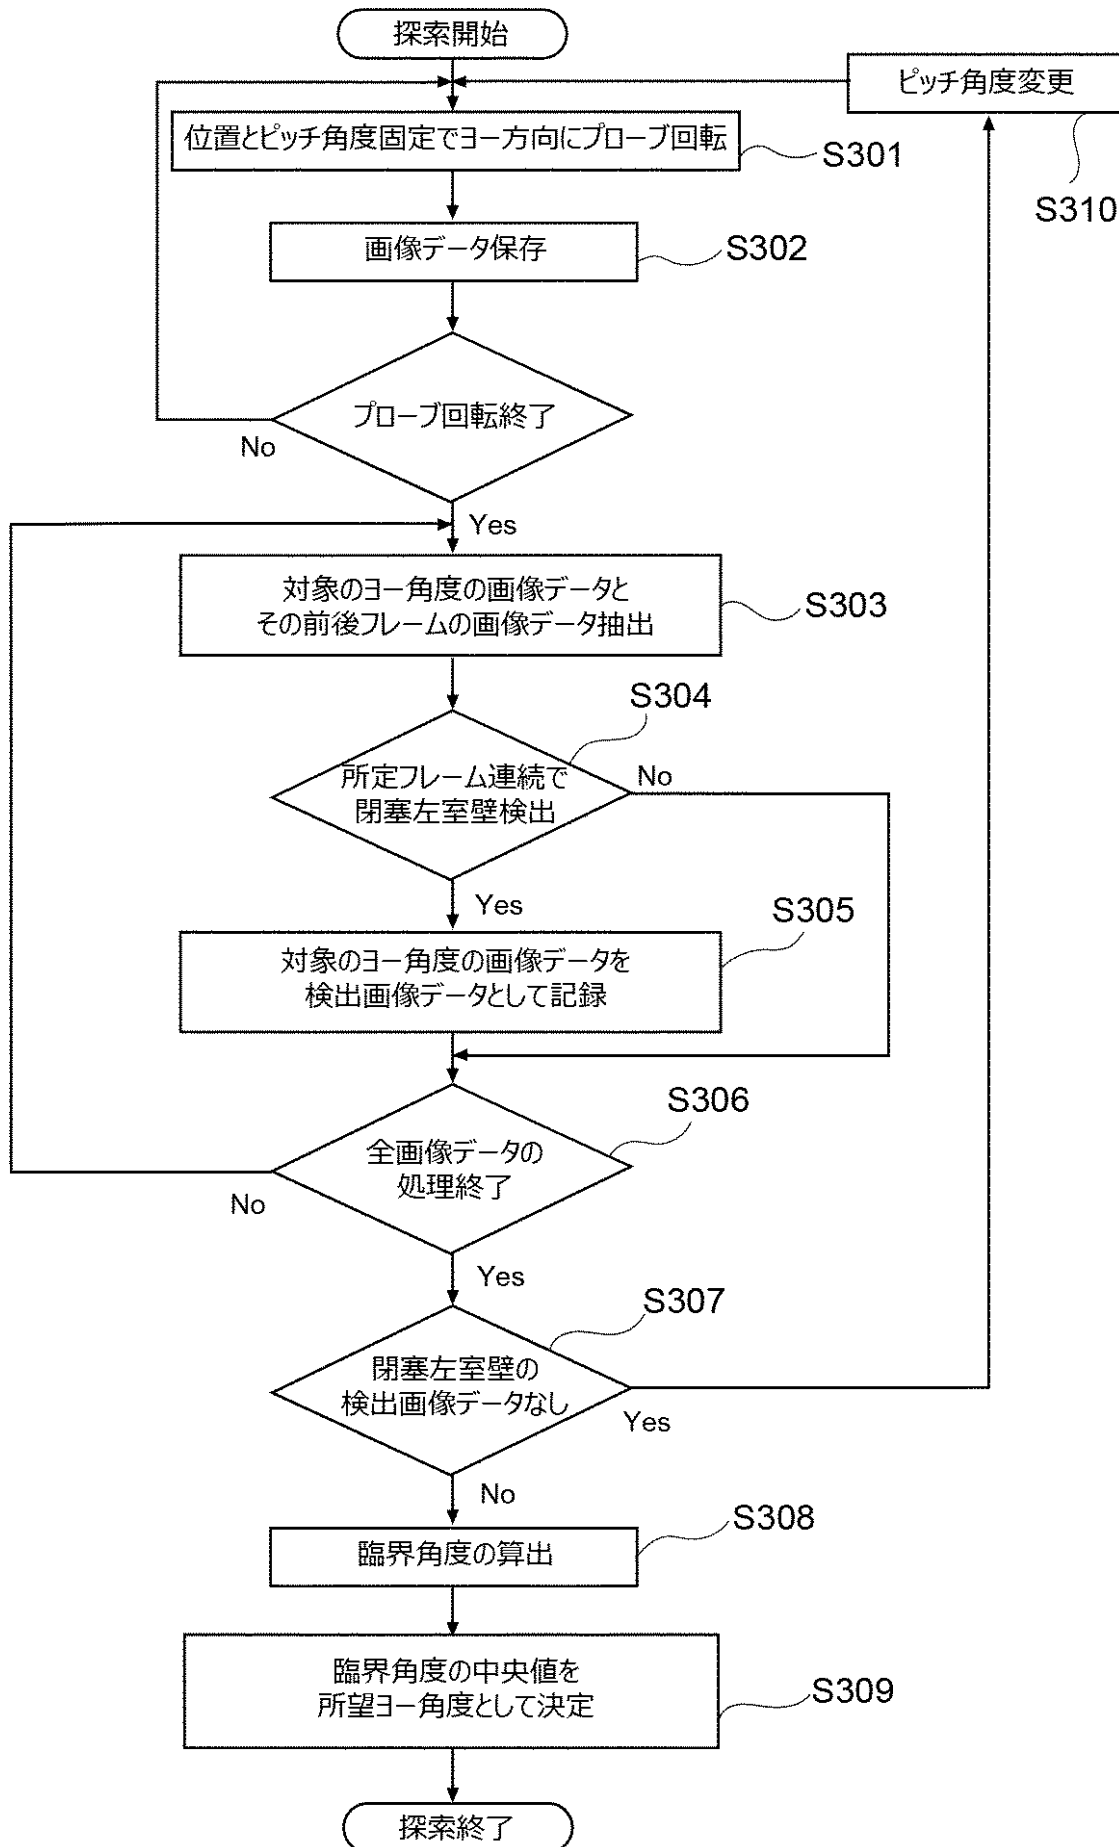 探索開始
ピッチ角度変更
S310
位置とピッチ角度固定でヨー方向にプローブ回転
S301
画像データ保存
S302
プローブ回転終了
No
Yes
対象のヨー角度の画像データと
その前後フレームの画像データ抽出
S303
S304
所定フレーム連続で
閉塞左室壁検出
No
Yes
S305
対象のヨー角度の画像データを
検出画像データとして記録
S306
全画像データの
処理終了
No
Yes
S307
閉塞左室壁の
検出画像データなし
Yes
No
S308
臨界角度の算出
臨界角度の中央値を
所望ヨー角度として決定
S309
探索終了